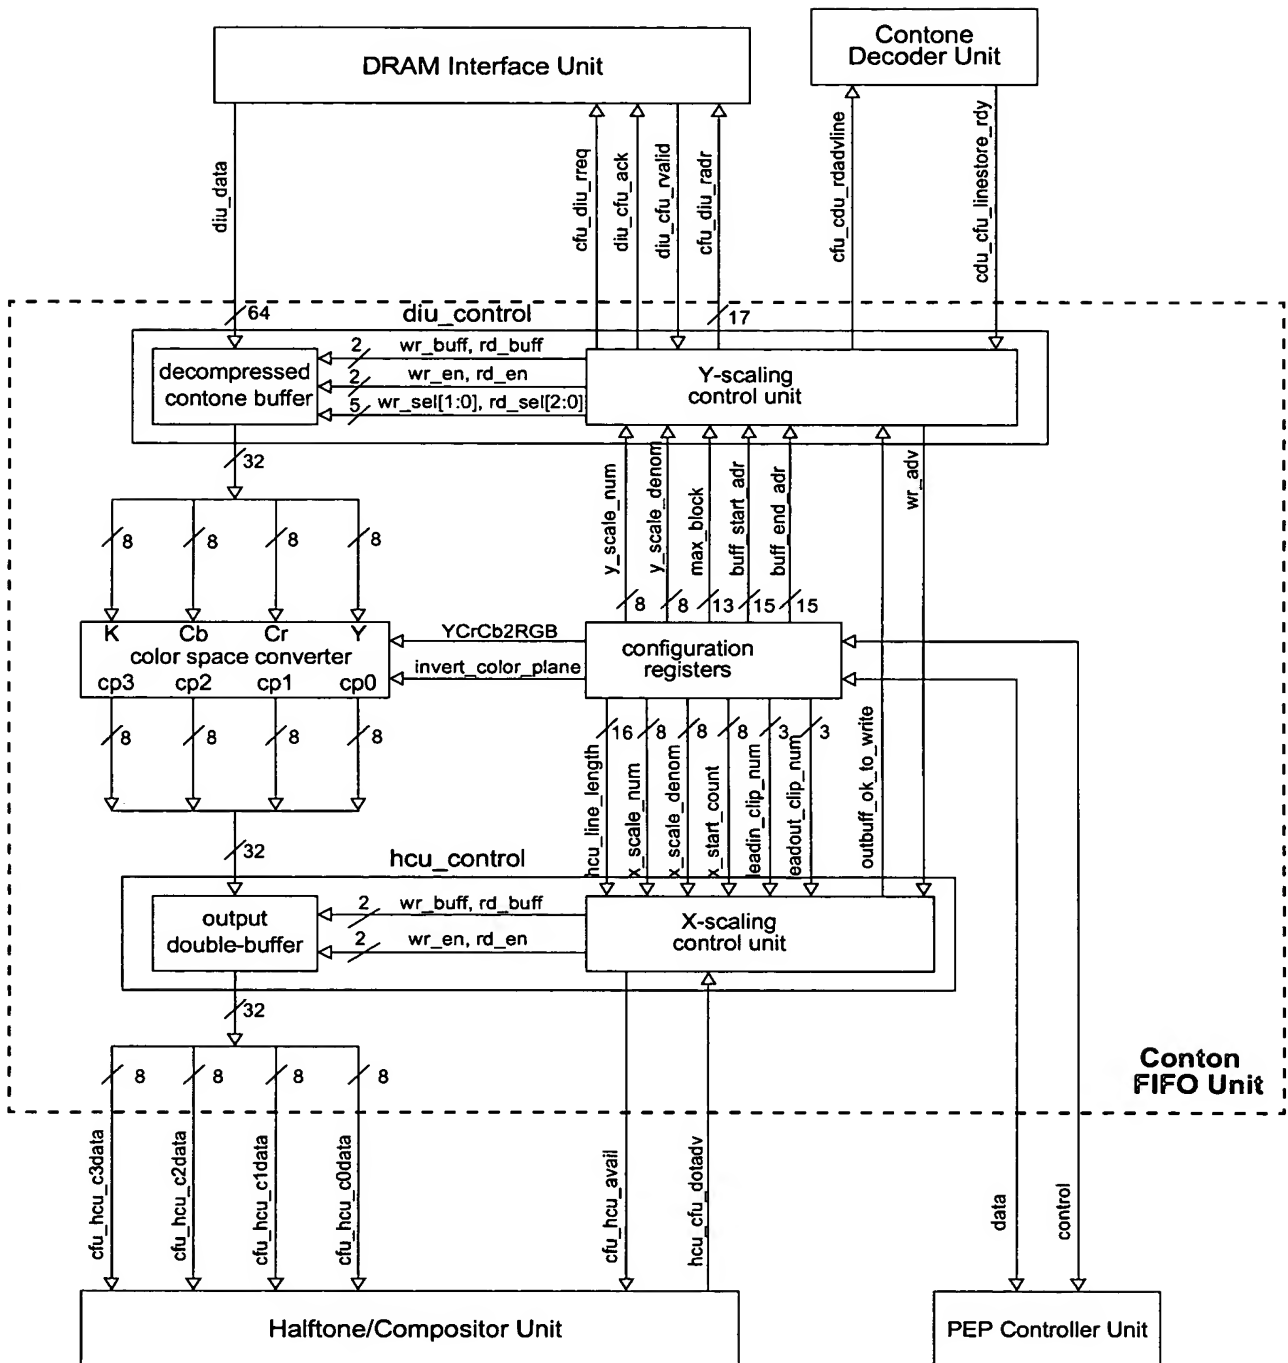 DRAM Interface Unit
Contone
Decoder Unit
diu_data
cfu_diu_rreq
diu_cfu_ack
diu_cfu_rvalid
cfu_diu_radr
cfu_cdu_rdadvline
cdu_cfu_linestore_rdy
64
diu_control
17
decompressed
contone buffer
2
wr_buff, rd_buff
2
wr_en, rd_en
5
wr_sel[1:0], rd_sel[2:0]
Y-scaling
control unit
32
y_scale_num
y_scale_denom
max_block
buff_start_adr
buff_end_adr
wr_adv
8
8
8
8
8
8
13
15
15
K
Cb
Cr
Y
color space converter
cp3
cp2
cp1
cp0
YCrCb2RGB
invert_color_plane
configuration
registers
8
8
8
8
16
8
8
8
3
3
hcu_line_length
x_scale_num
x_scale_denom
x_start_count
leadin_clip_num
leadout_clip_num
outbuff_ok_to_write
32
hcu_control
output
double-buffer
2
wr_buff, rd_buff
2
wr_en, rd_en
X-scaling
control unit
32
8
8
8
8
Conton
FIFO Unit
cfu_hcu_c3data
cfu_hcu_c2data
cfu_hcu_c1data
cfu_hcu_c0data
cfu_hcu_avail
hcu_cfu_dotadv
data
control
Halftone/Compositor Unit
PEP Controller Unit